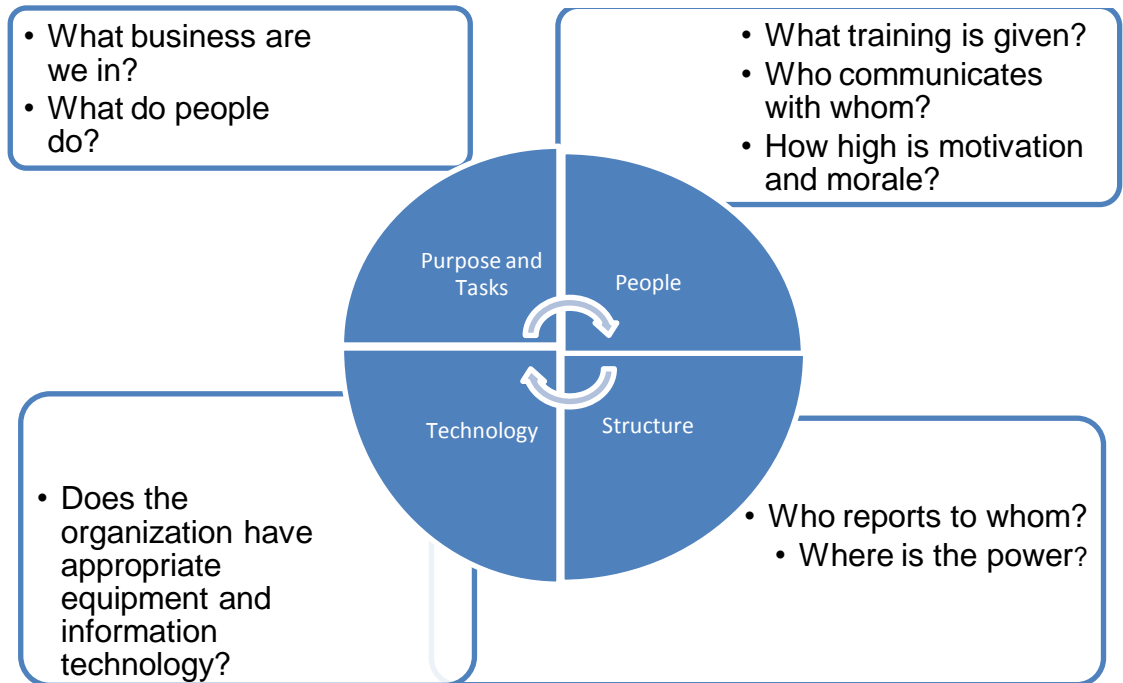 • What business are
we in?
• What do people
do?
• What training is given?
• Who communicates
with whom?
• How high is motivation
and morale?
Purpose and
Tasks
People
Technology
Structure
• Does the
organization have
appropriate
equipment and
information
technology?
• Who reports to whom?
• Where is the power?